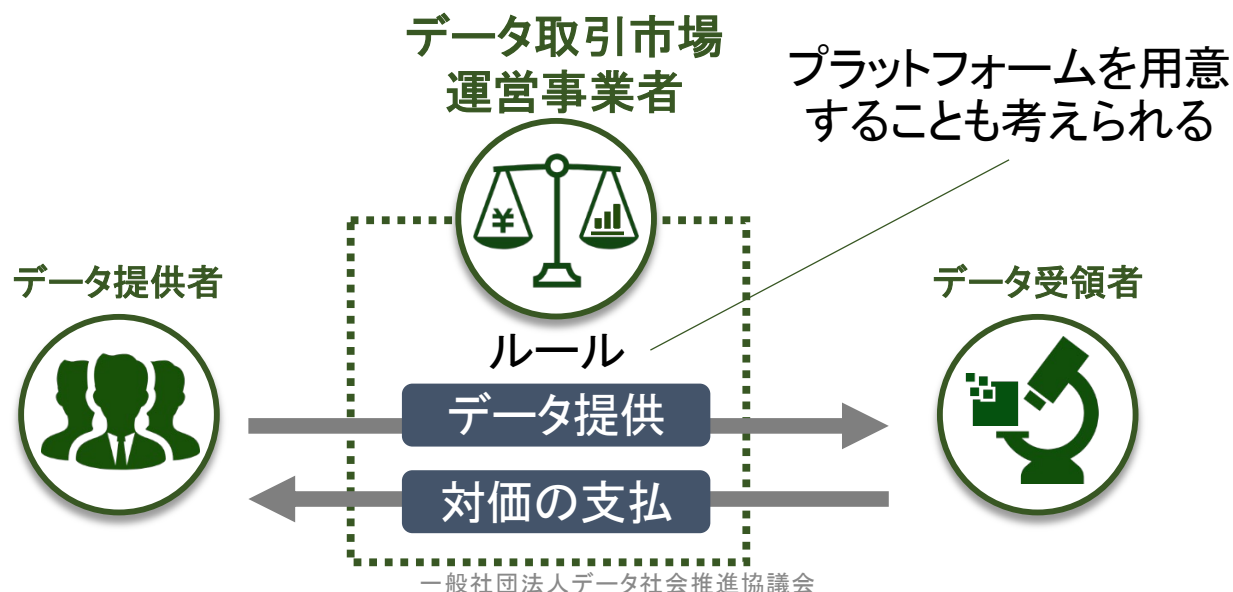 データ取引市場
運営事業者
プラットフォームを用意
することも考えられる
¥
データ提供者
データ受領者
ルール
データ提供
対価の支払
一般社団法人データ社会推進協議会